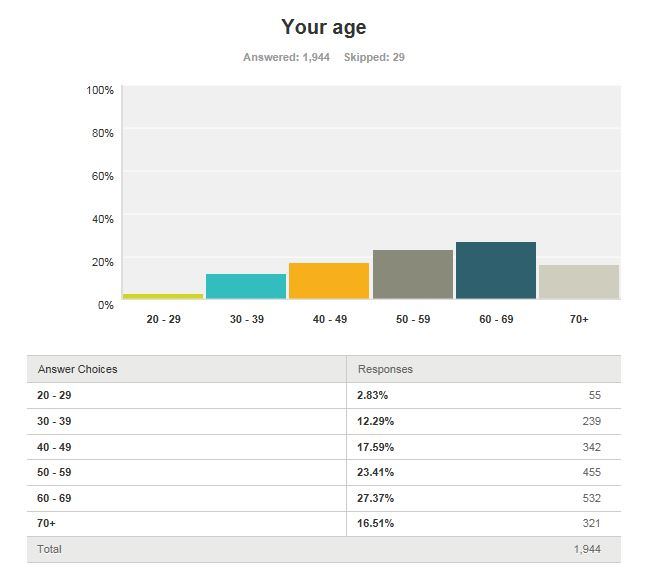 Your age
Answered: 1,944 Skipped: 29
100%
80%
60%
40%
20%
0%
20 - 29 30 - 39 40 - 49 50 - 59 60 - 69 70+
Answer Choices Responses
20 - 29 2.83% 55
30 - 39 12.29% 239
40 - 49 17.59% 342
50 - 59 23.41% 455
60 - 69 27.37% 532
70+ 16.51% 321
Total 1,944